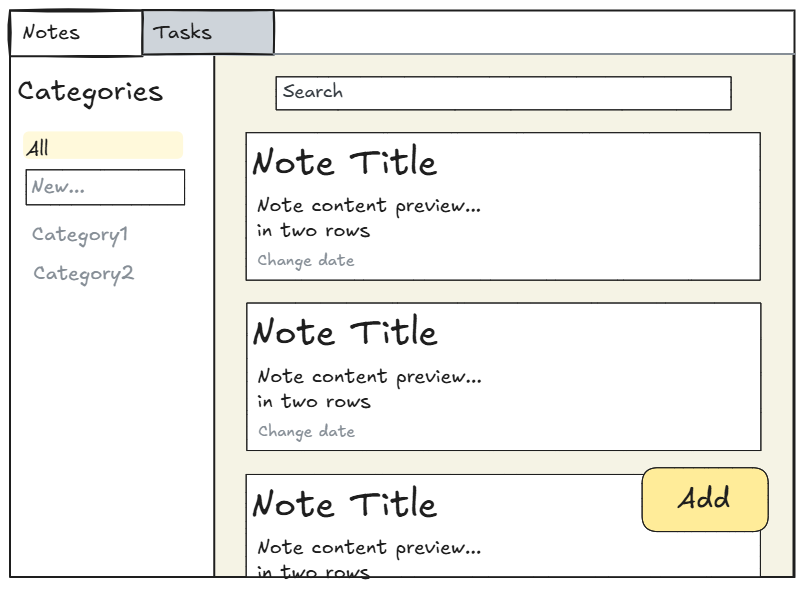 Notes
Tasks
Categories
All
New...
Category1
Category2
Search
Note Title
Note content preview...
in two rows
Change date
Note Title
Note content preview...
in two rows
Change date
Note Title
Note content preview...
in two rows
Add